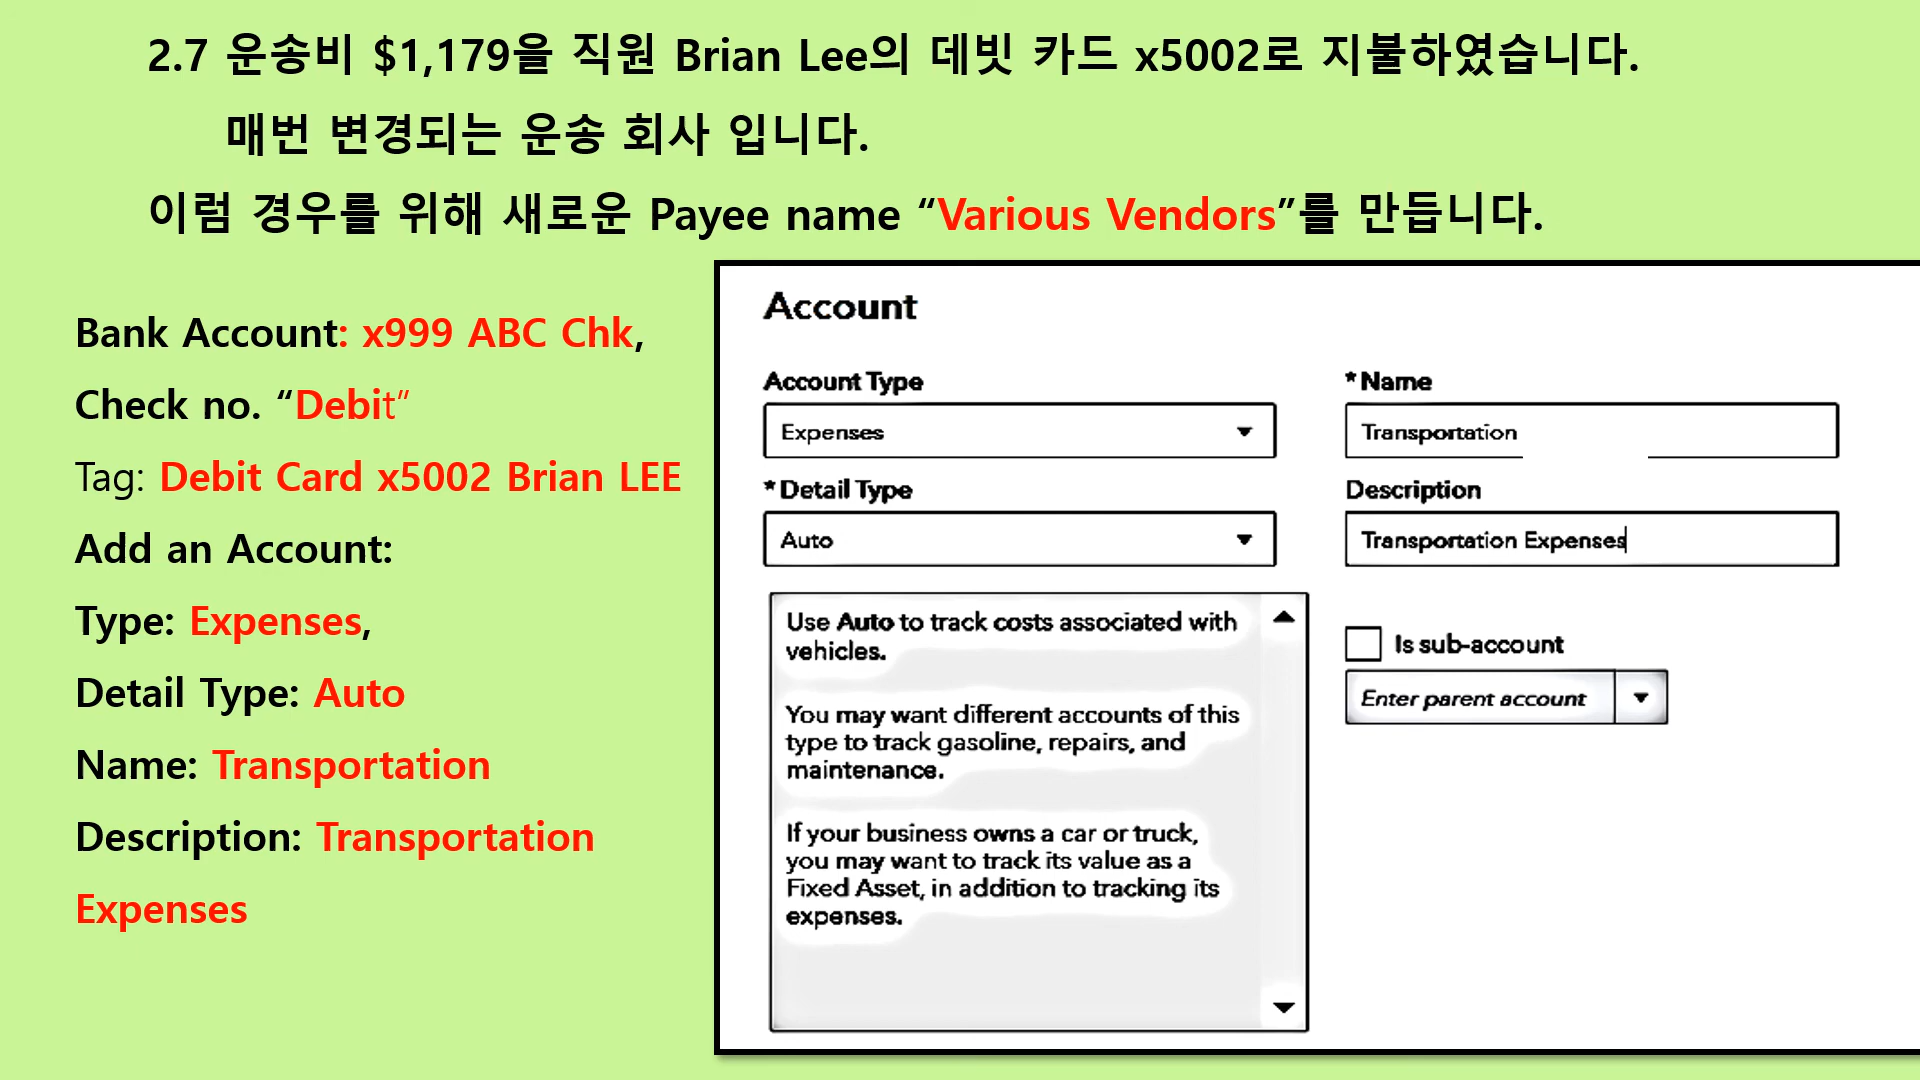 2.7 운송비 $1,179을 직원 Brian Lee의 데빗 카드 x5002로 지불하였습니다.
매번 변경되는 운송 회사 입니다.
이럼 경우를 위해 새로운 Payee name “Various Vendors”를 만듭니다.
Bank Account: x999 ABC Chk,
Check no. “Debit”
Tag: Debit Card x5002 Brian LEE
Add an Account:
Type: Expenses,
Detail Type: Auto
Name: Transportation
Description: Transportation
Expenses
Account
Account Type
Expenses
* Detail Type
Auto
Use Auto to track costs associated with
vehicles.
You may want different accounts of this
type to track gasoline, repairs, and
maintenance.
If your business owns a car or truck,
you may want to track its value as a
Fixed Asset, in addition to tracking its
expenses.
* Name
Transportation
Description
Transportation Expenses
Is sub-account
Enter parent account